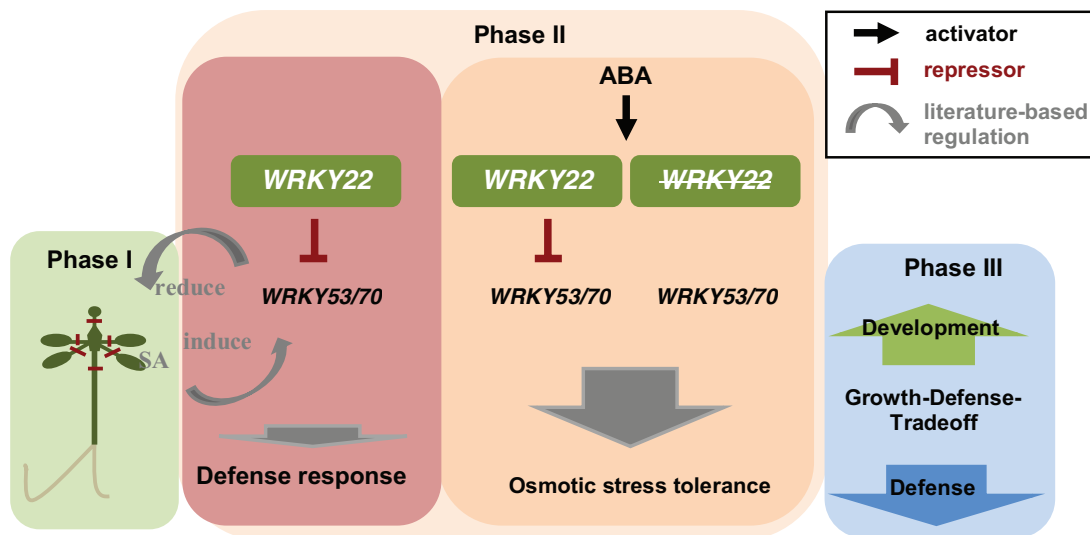 Phase II
activator
repressor
literature-based
regulation
ABA
WRKY22
WRKY22
WRKY22
Phase I
reduce
induce
SA
WRKY53/70
WRKY53/70
WRKY53/70
Defense response
Osmotic stress tolerance
Phase III
Development
Growth-Defense-
Tradeoff
Defense